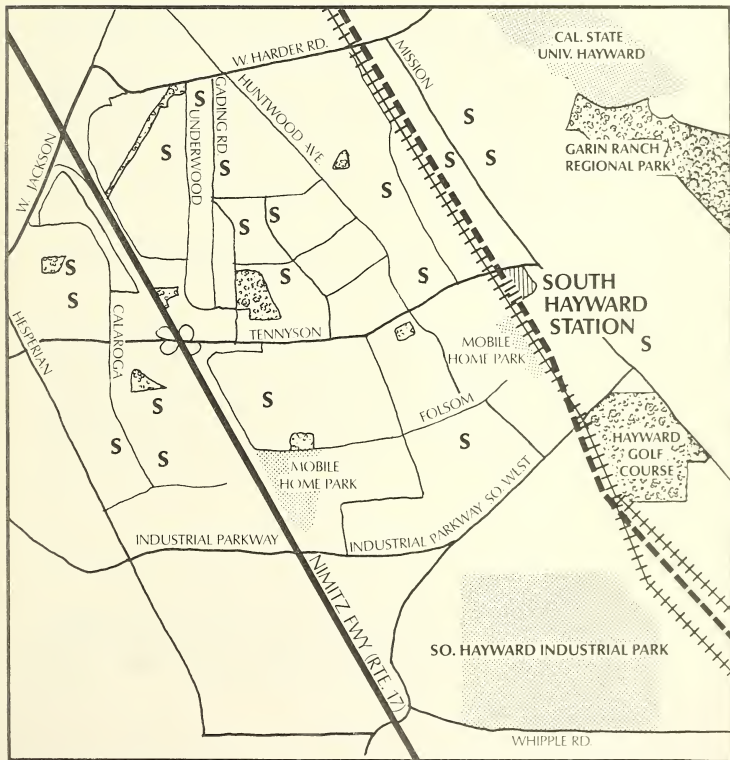 CAL. STATE
UNIV. HAYWARD
W. HARDER RD.
MISSION
HUNTWOOD AVE
GADING RD
UNDERWOOD
S
S
S
S
S
S
S
W. JACKSON
GARIN RANCH
REGIONAL PARK
S
S
S
S
S
SOUTH
HAYWARD
STATION
S
S
HESPERIAN
CALAROGA
TENNYSON
MOBILE
HOME PARK
S
S
S
FOLSOM
HAYWARD
GOLF
COURSE
S
S
S
MOBILE
HOME PARK
INDUSTRIAL PARKWAY
INDUSTRIAL PARKWAY SO. WLST
NIMITZ FWY (RTE. 17)
SO. HAYWARD INDUSTRIAL PARK
WHIPPLE RD.